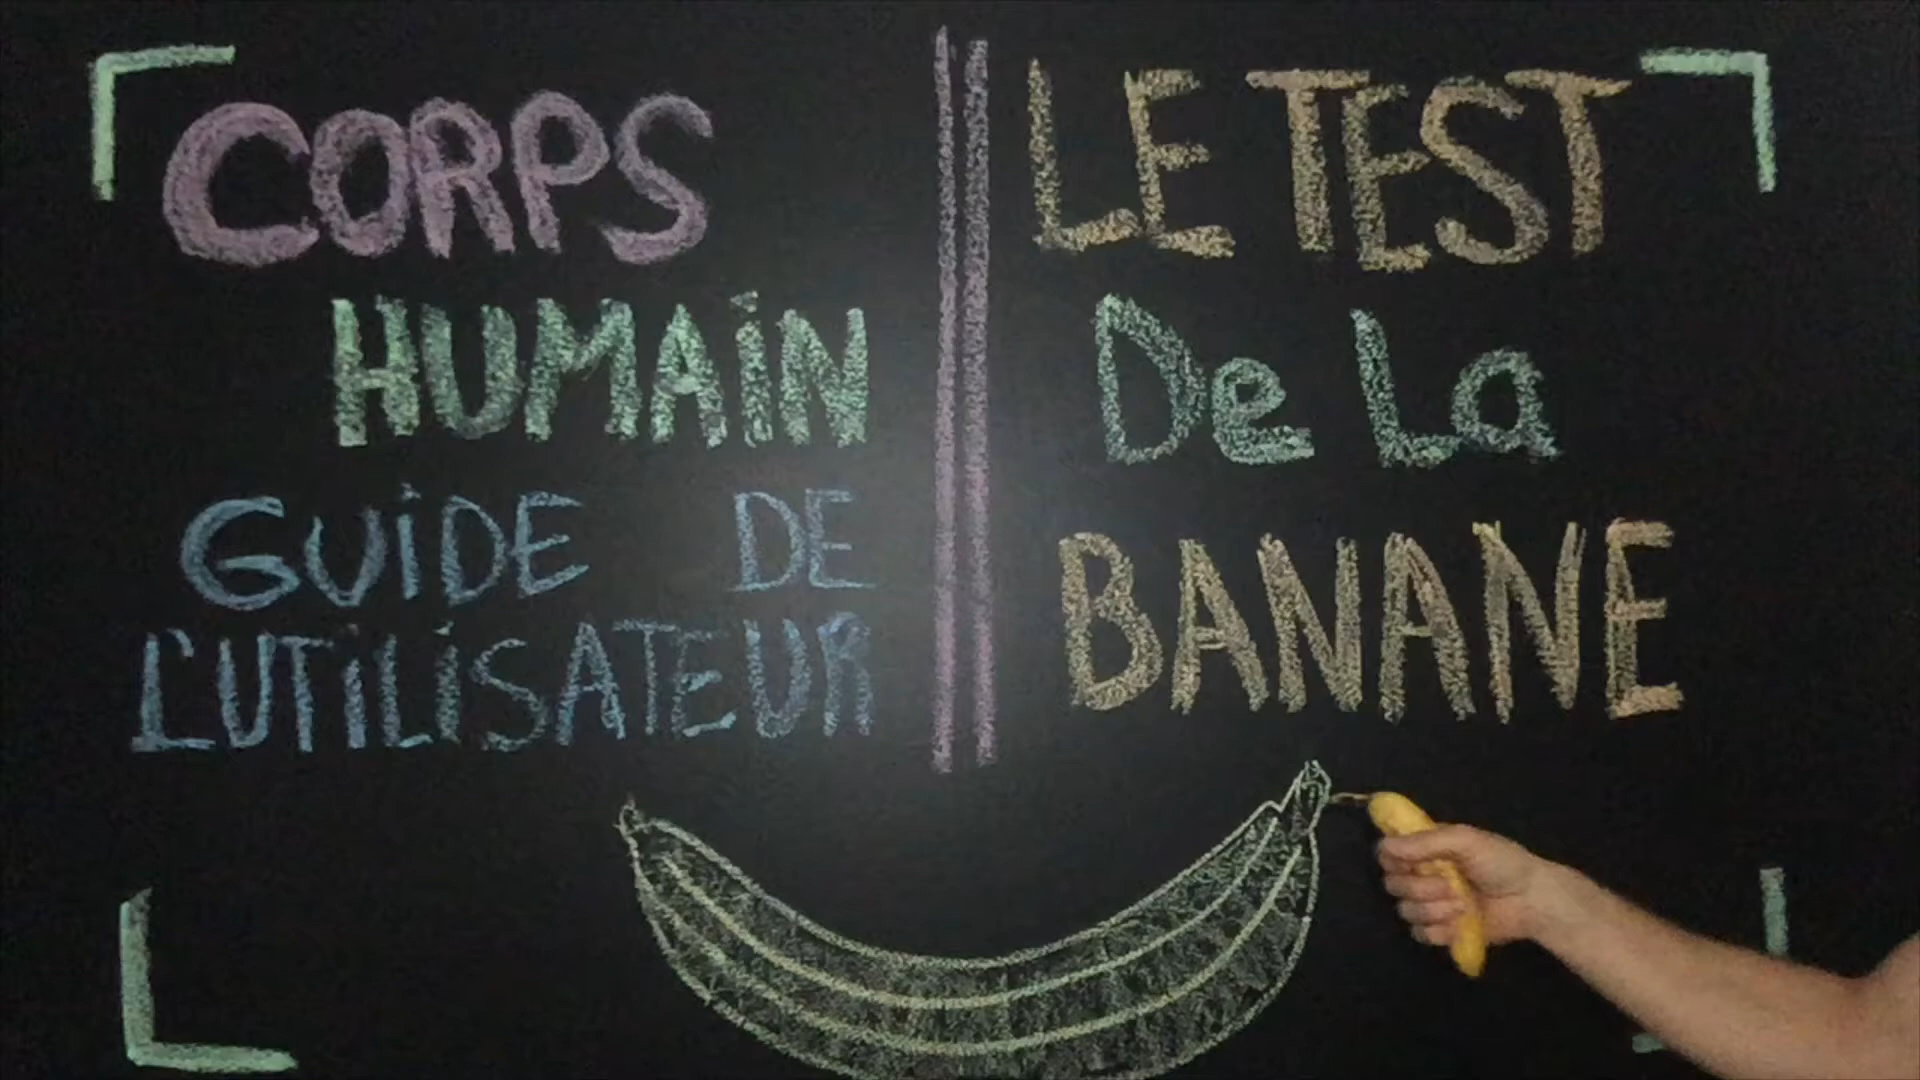 CORPS
HUMAiN
GUiDE DE
L'UTiLiSATEUR
LE TEST
De La
BANANE